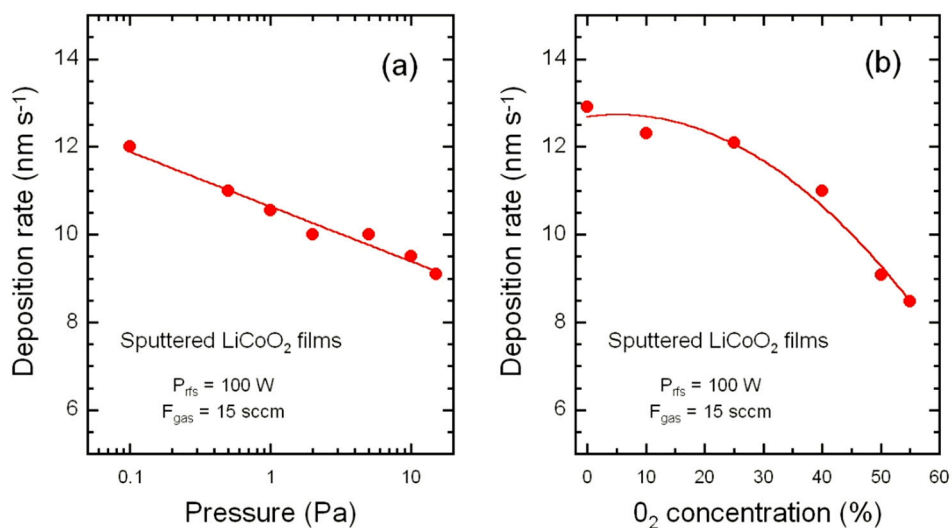 (a)
Deposition rate (nm s⁻¹)
14
12
10
8
6
Sputtered LiCoO₂ films
Pᵣfₛ = 100 W
F_gas = 15 sccm
0.1
1
10
Pressure (Pa)
(b)
Deposition rate (nm s⁻¹)
14
12
10
8
6
Sputtered LiCoO₂ films
Pᵣfₛ = 100 W
F_gas = 15 sccm
0 10 20 30 40 50 60
0₂ concentration (%)